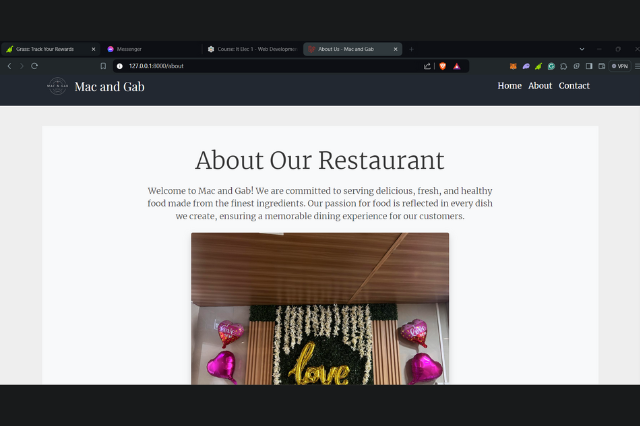 Grass: Track Your Rewards
Messenger
Course: It Elec 1 - Web Developmen
About Us - Mac and Gab
127.0.0.1:8000/about
VPN
MAC N GAB
Mac and Gab
Home About Contact
About Our Restaurant
Welcome to Mac and Gab! We are committed to serving delicious, fresh, and healthy
food made from the finest ingredients. Our passion for food is reflected in every dish
we create, ensuring a memorable dining experience for our customers.
love